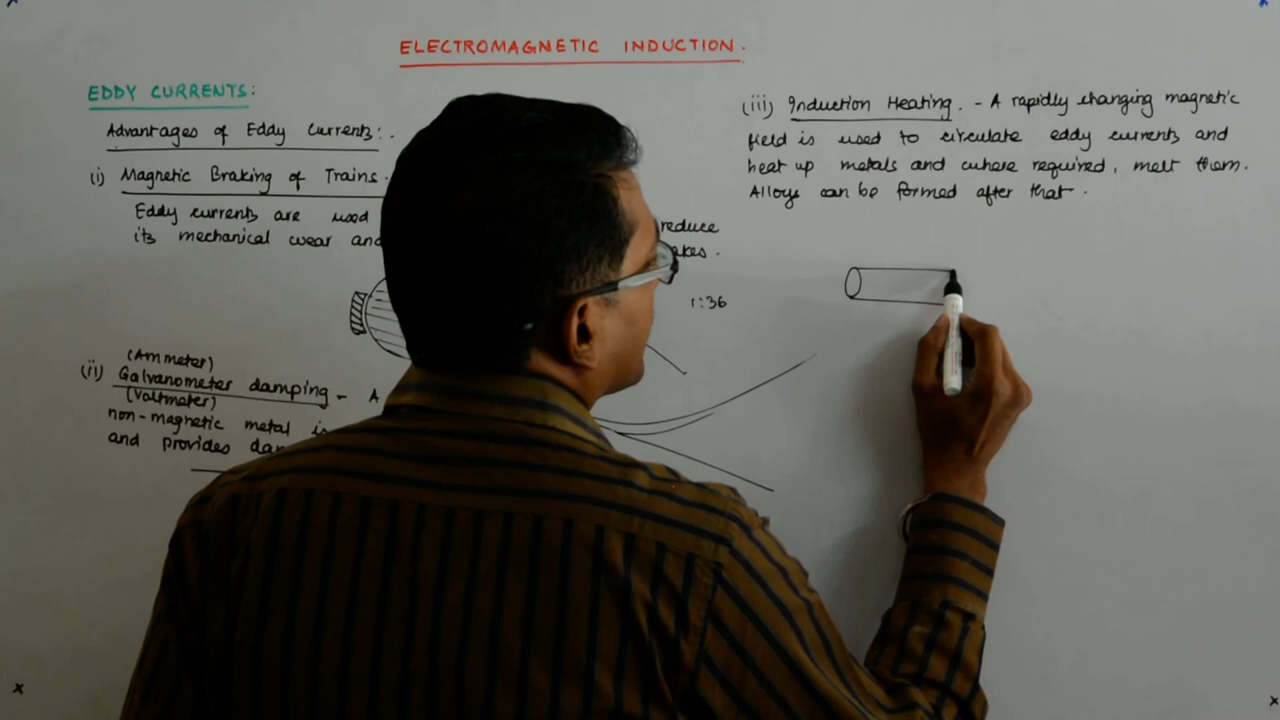 ELECTROMAGNETIC INDUCTION.
EDDY CURRENTS:
Advantages of Eddy Currents:.
(i) Magnetic Braking of Trains.
Eddy currents are used reduce
its mechanical wear and
1:36
(Ammeter)
(ii) Galvanometer damping - A
(Voltmeter)
non-magnetic metal is
and provides
(iii) Induction Heating. - A rapidly changing magnetic
field is used to circulate eddy currents and
heat up metals and where required, melt them.
Alloys can be formed after that.